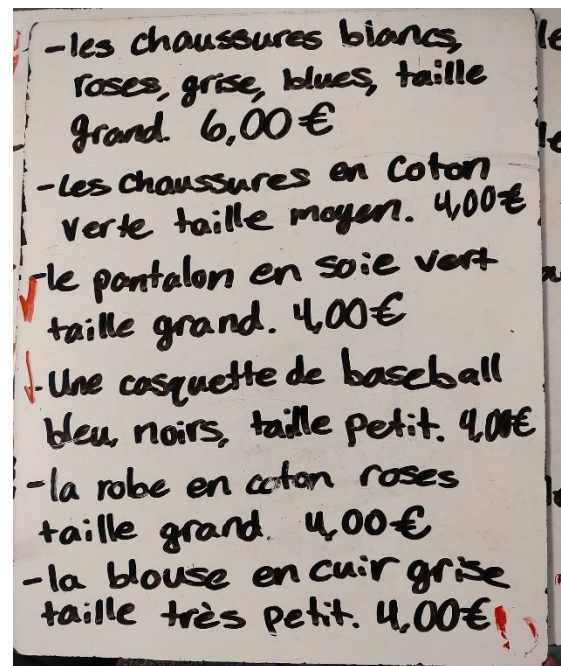 -les chaussures blancs,
roses, grise, blues, taille
grand. 6,00€
-Les chaussures en coton
verte taille moyen. 4,00€
-le pantalon en soie vert
taille grand. 4,00€
-Une casquette de baseball
bleu, noirs, taille petit. 4,00€
-la robe en coton roses
taille grand. 4,00€
-la blouse en cuir grise
taille très petit. 4,00€!